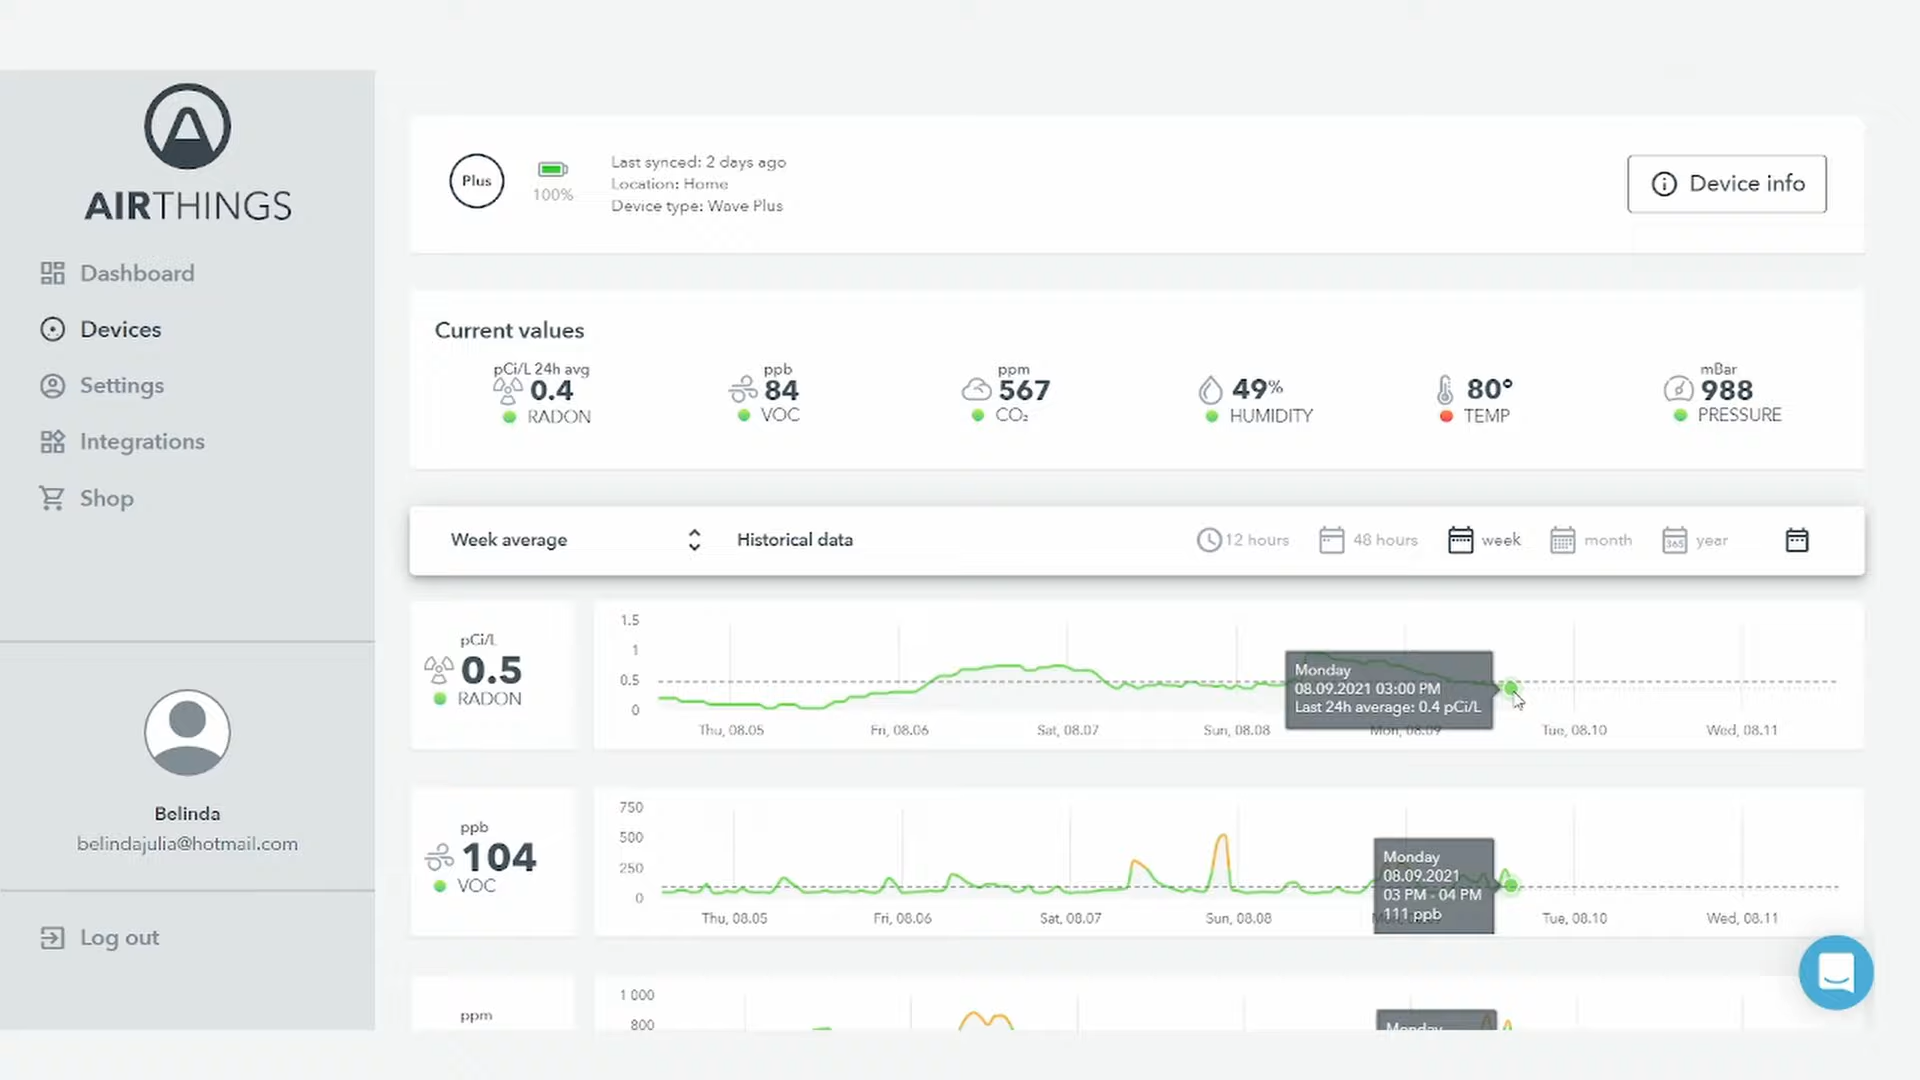 AIRTHINGS
Dashboard
Devices
Settings
Integrations
Shop
Belinda
belindajulia@hotmail.com
Log out
Plus
100%
Last synced: 2 days ago
Location: Home
Device type: Wave Plus
Device info
Current values
pCi/L 24h avg
0.4
RADON
ppb
84
VOC
ppm
567
CO₂
49%
HUMIDITY
80°
TEMP
mBar
988
PRESSURE
Week average
Historical data
12 hours
48 hours
week
month
365
year
pCi/L
0.5
RADON
1.5
1
0.5
0
Monday
08.09.2021 03:00 PM
Last 24h average: 0.4 pCi/L
Thu, 08.05
Fri, 08.06
Sat, 08.07
Sun, 08.08
Mon, 08.09
Tue, 08.10
Wed, 08.11
ppb
104
VOC
750
500
250
0
Monday
08.09.2021
03 PM - 04 PM
111 ppb
Thu, 08.05
Fri, 08.06
Sat, 08.07
Sun, 08.08
Tue, 08.10
Wed, 08.11
ppm
1 000
800
Monday